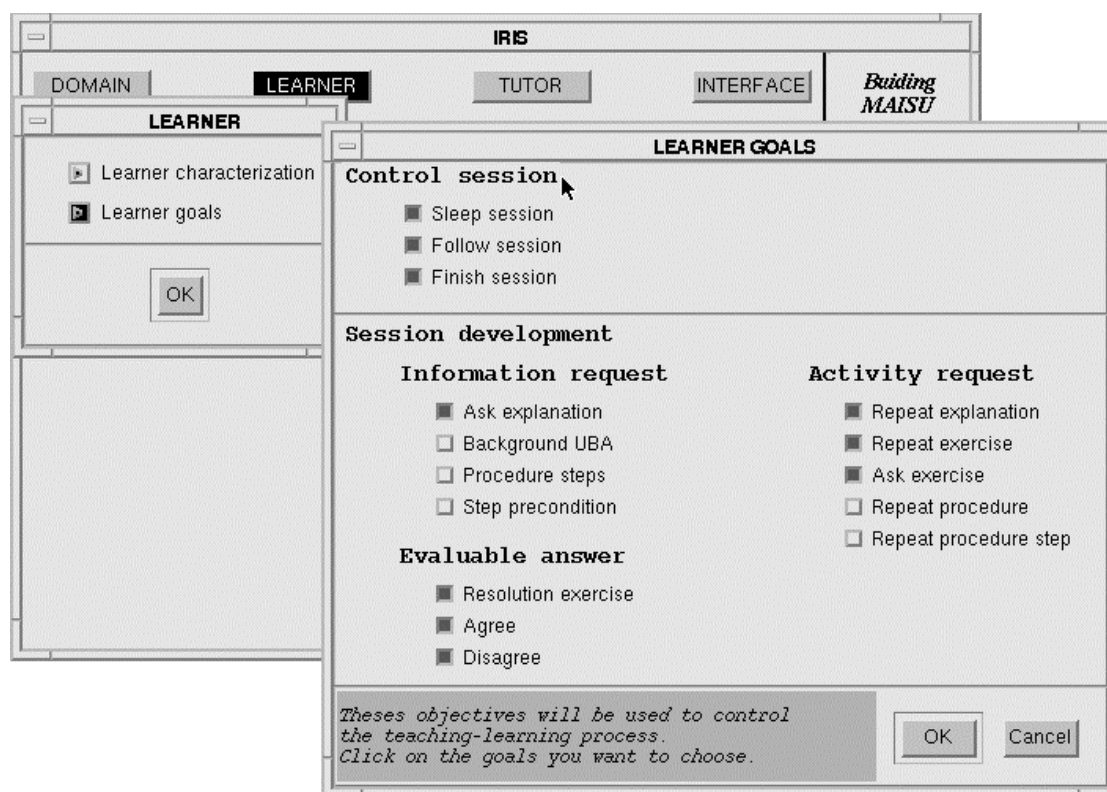 IRIS
DOMAIN
LEARNER
TUTOR
INTERFACE
Buiding
MAISU
LEARNER
Learner characterization
Learner goals
OK
LEARNER GOALS
Control session
Sleep session
Follow session
Finish session
Session development
Information request
Ask explanation
Background UBA
Procedure steps
Step precondition
Evaluable answer
Resolution exercise
Agree
Disagree
Activity request
Repeat explanation
Repeat exercise
Ask exercise
Repeat procedure
Repeat procedure step
Theses objectives will be used to control
the teaching-learning process.
Click on the goals you want to choose.
OK
Cancel